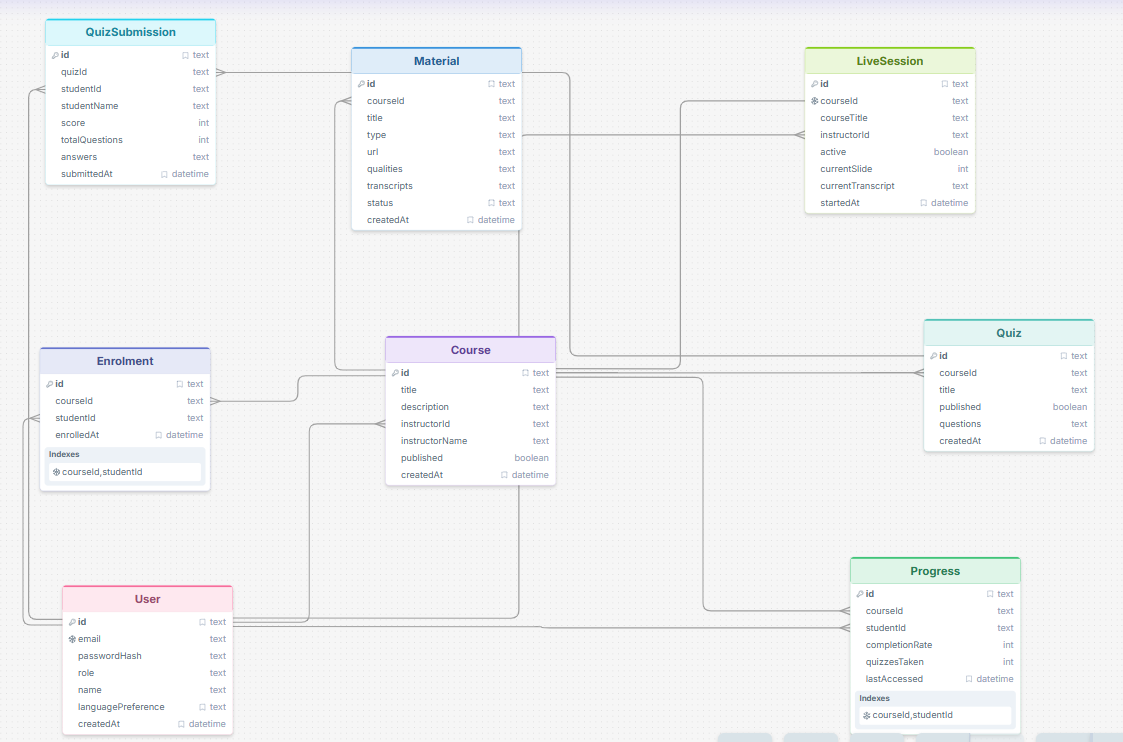 QuizSubmission
id text
quizId text
studentId text
studentName text
score int
totalQuestions int
answers text
submittedAt datetime
Material
id text
courseId text
title text
type text
url text
qualities text
transcripts text
status text
createdAt datetime
LiveSession
id text
courseId text
courseTitle text
instructorId text
active boolean
currentSlide int
currentTranscript text
startedAt datetime
Enrolment
id text
courseId text
studentId text
enrolledAt datetime
Indexes
courseId,studentId
Course
id text
title text
description text
instructorId text
instructorName text
published boolean
createdAt datetime
Quiz
id text
courseId text
title text
published boolean
questions text
createdAt datetime
User
id text
email text
passwordHash text
role text
name text
languagePreference text
createdAt datetime
Progress
id text
courseId text
studentId text
completionRate int
quizzesTaken int
lastAccessed datetime
Indexes
courseId,studentId